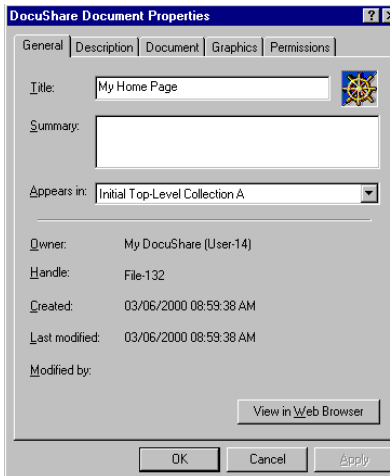 DocuShare Document Properties
General Description Document Graphics Permissions
Title: My Home Page
Summary:
Appears in: Initial Top-Level Collection A
Owner: My DocuShare (User-14)
Handle: File-132
Created: 03/06/2000 08:59:38 AM
Last modified: 03/06/2000 08:59:38 AM
Modified by:
View in Web Browser
OK Cancel Apply